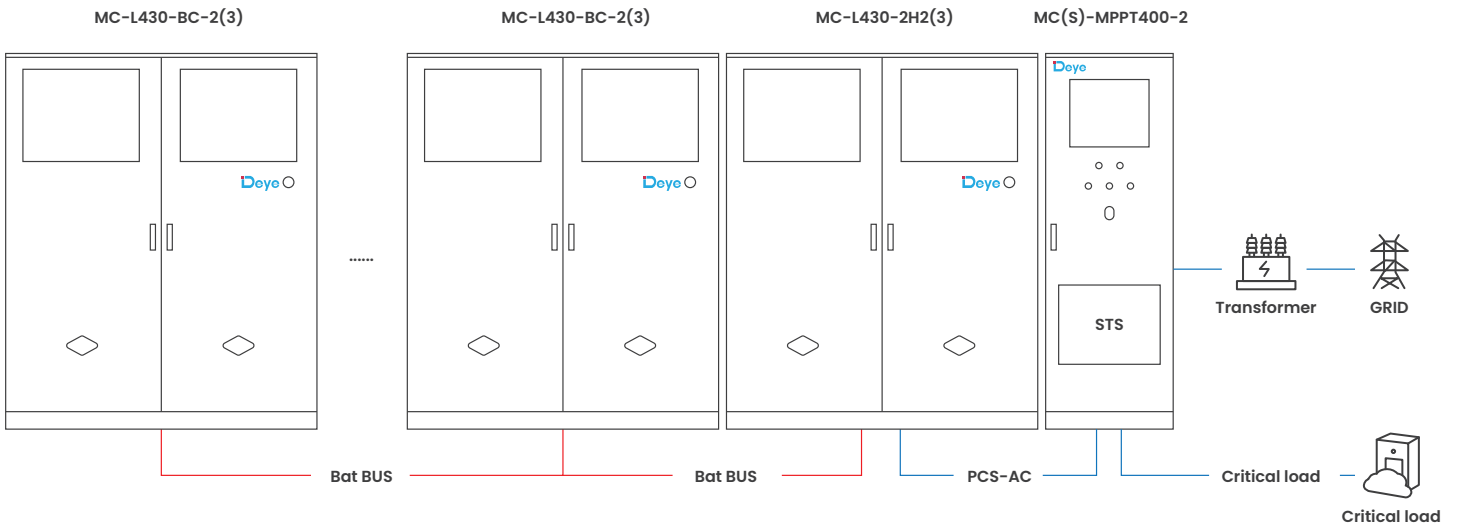 MC-L430-BC-2(3)
MC-L430-BC-2(3)
MC-L430-2H2(3)
MC(S)-MPPT400-2
Deye
Deye
Deye
Deye
......
STS
Transformer
GRID
Bat BUS
Bat BUS
PCS-AC
Critical load
Critical load